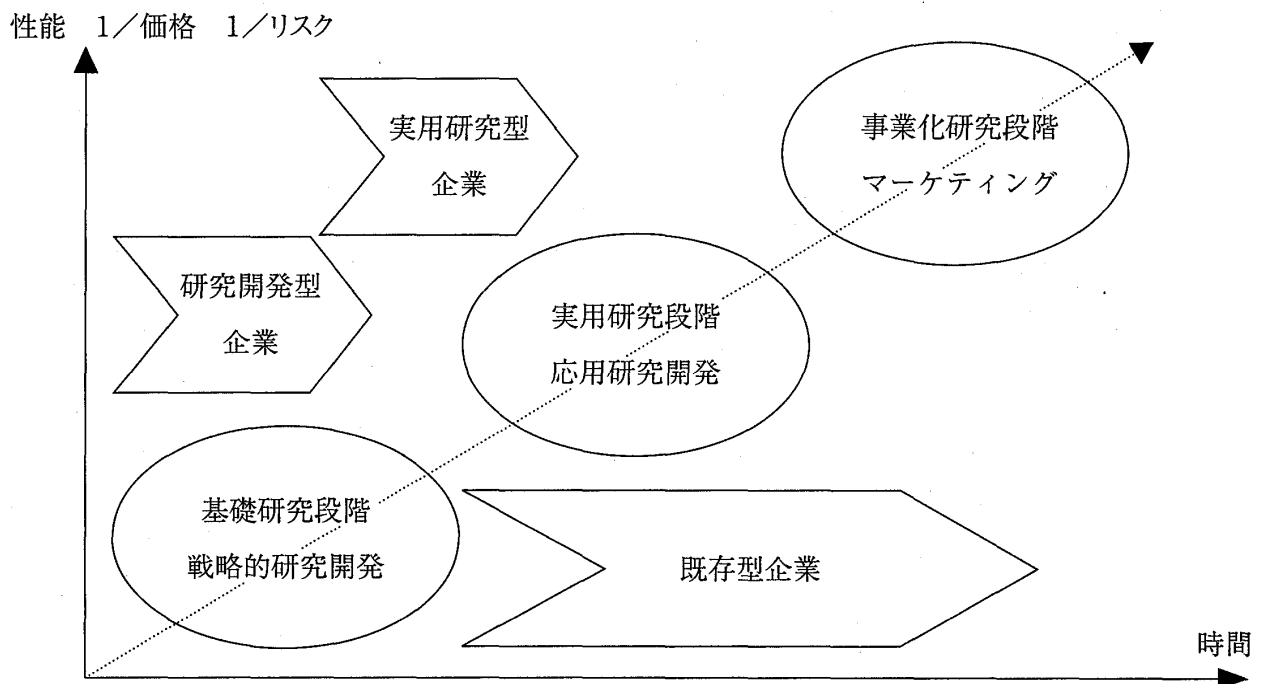 性能 1/価格 1/リスク
実用研究型
企業
事業化研究段階
マーケティング
研究開発型
企業
実用研究段階
応用研究開発
基礎研究段階
戦略的研究開発
既存型企業
時間